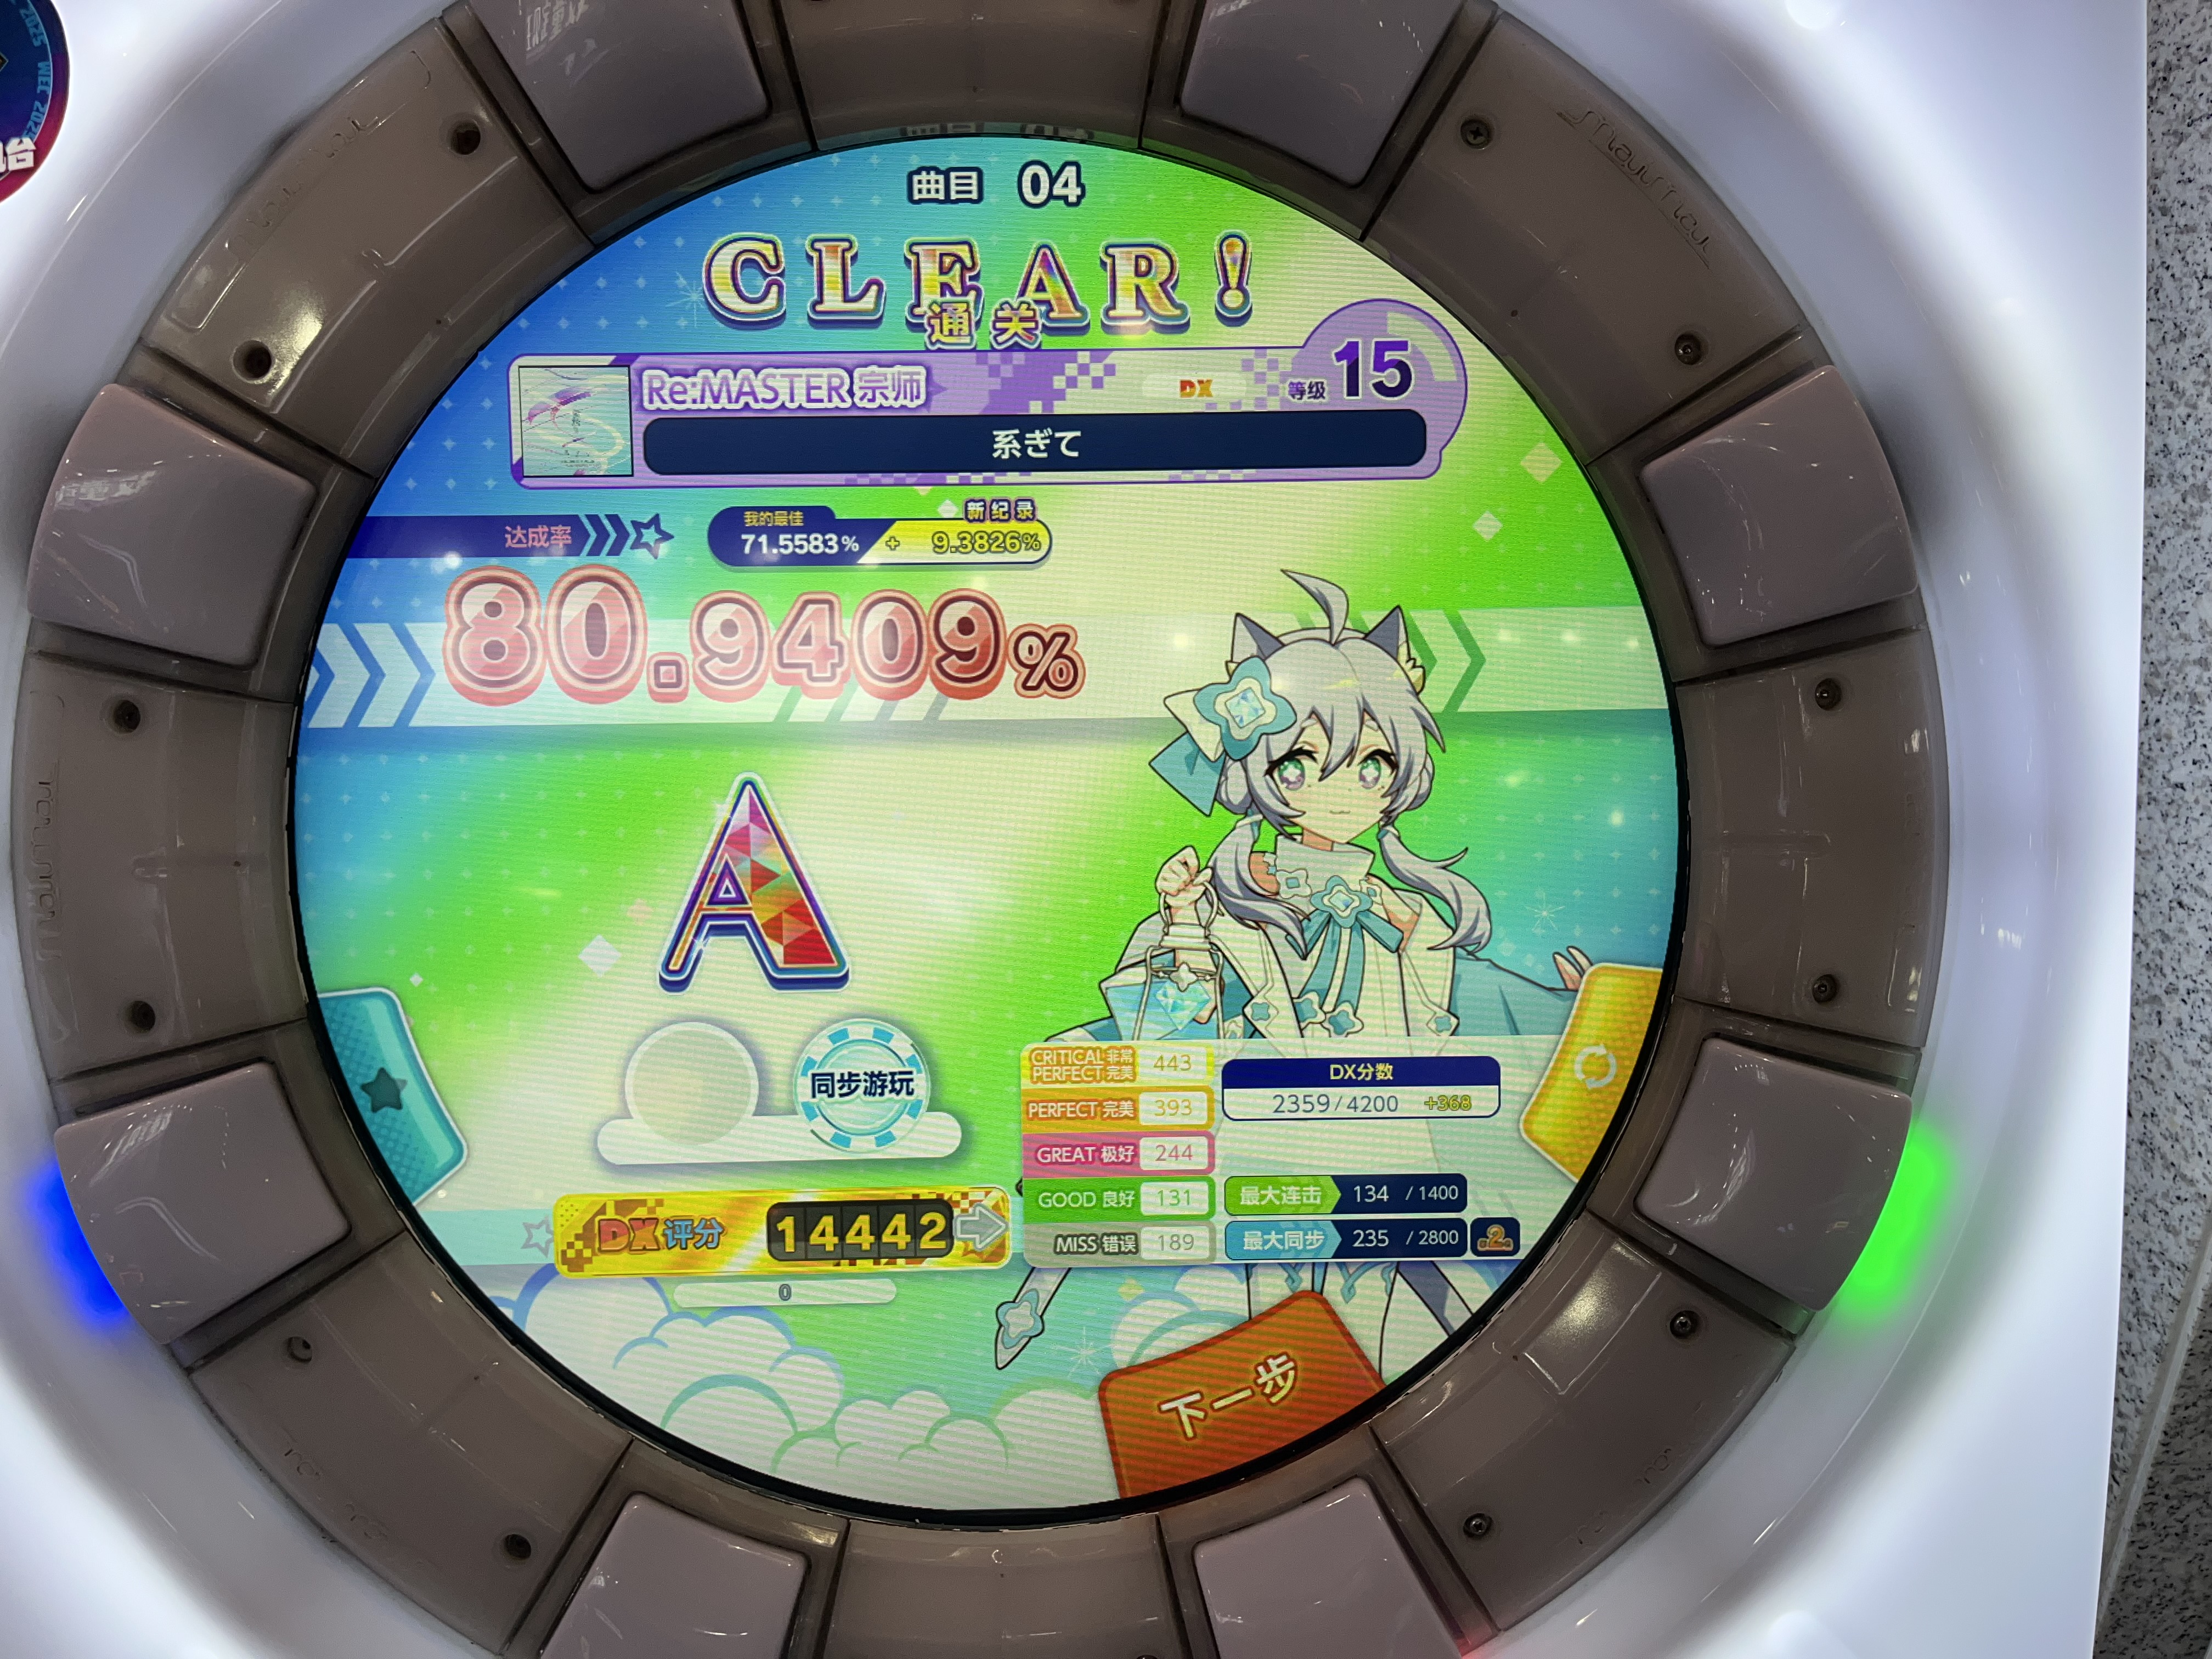 曲目 04
CLEAR!
通关
Re:MASTER 宗师
DX
等级 15
系ぎて
达成率
我的最佳
新纪录
71.5583% + 9.3826%
80.9409%
A
同步游玩
CRITICAL PERFECT 非常完美 443
PERFECT 完美 393
GREAT 极好 244
GOOD 良好 131
MISS 错误 189
DX分数
2359/4200 +368
最大连击 134 /1400
最大同步 235 /2800
DX评分 14442
0
下一步